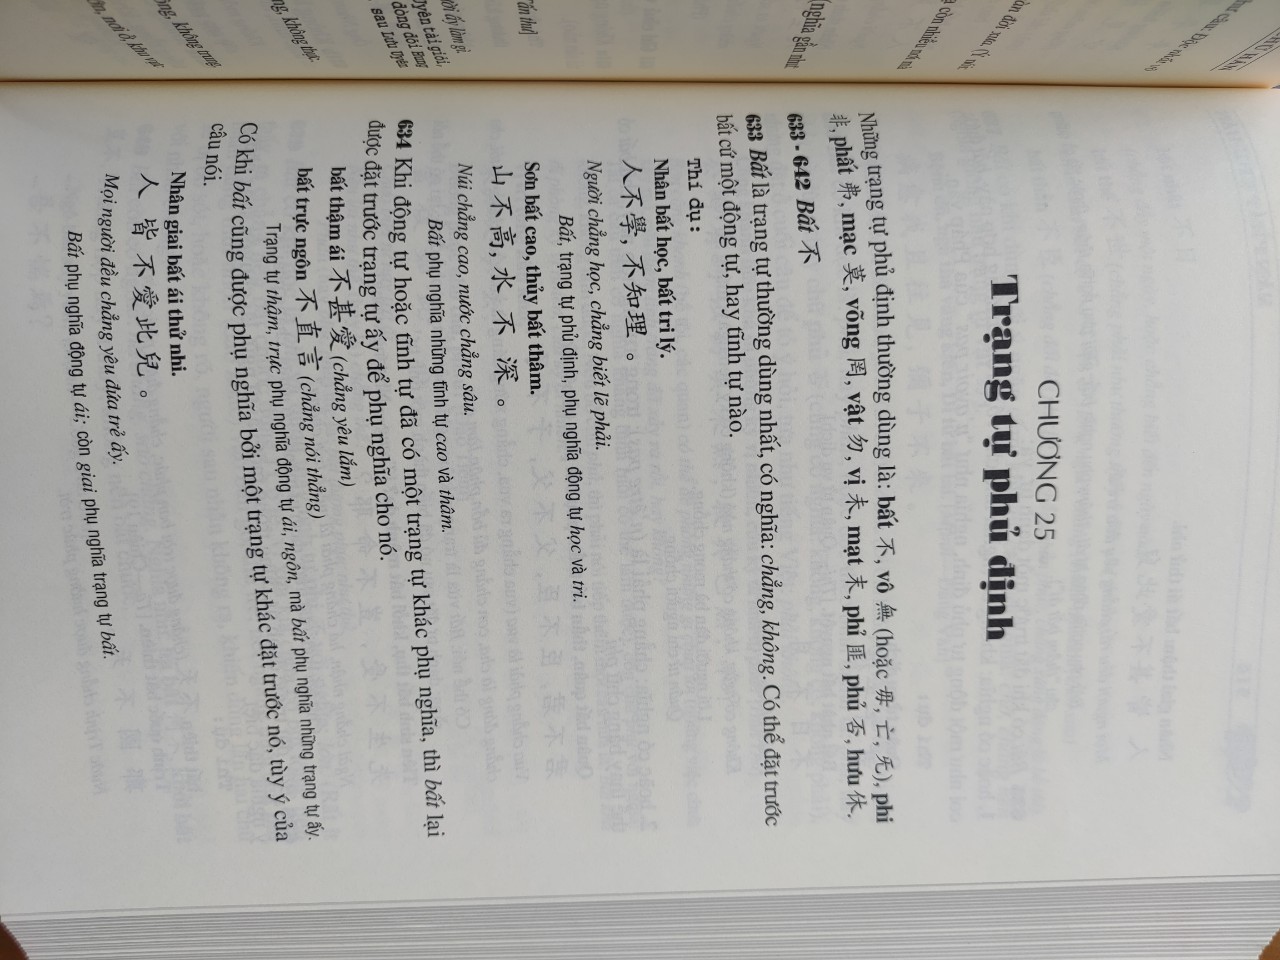 CHƯƠNG 25
Trạng tự phủ định
Những trạng tự phủ định thường dùng là: bất 不, vô 無 (hoặc 毋, 亡, 旡), phi
非, phất 弗, mạc 莫, võng 罔, vật 勿, vị 未, mạt 末, phỉ 匪, phủ 否, hưu 休.
633 - 642 Bất 不
633 Bất là trạng tự thường dùng nhất, có nghĩa: chẳng, không. Có thể đặt trước
bất cứ một động tự, hay tĩnh tự nào.
Thí dụ:
Nhân bất học, bất tri lý.
人不學, 不知理 。
Người chẳng học, chẳng biết lẽ phải.
Bất, trạng tự phủ định, phụ nghĩa động tự học và tri.
Sơn bất cao, thủy bất thâm.
山 不 高, 水 不 深 。
Núi chẳng cao, nước chẳng sâu.
Bất phụ nghĩa những tĩnh tự cao và thâm.
634 Khi động tự hoặc tĩnh tự đã có một trạng tự khác phụ nghĩa, thì bất lại
được đặt trước trạng tự ấy để phụ nghĩa cho nó.
bất thậm ái 不 甚 愛 (chẳng yêu lắm)
bất trực ngôn 不 直 言 (chẳng nói thẳng)
Trạng tự thậm, trực phụ nghĩa động tự ái, ngôn, mà bất phụ nghĩa những trạng tự ấy.
Có khi bất cũng được phụ nghĩa bởi một trạng tự khác đặt trước nó, tùy ý của
câu nói.
Nhân giai bất ái thử nhi.
人 皆 不 愛 此 兒 。
Mọi người đều chẳng yêu đứa trẻ ấy.
Bất phụ nghĩa động tự ái; còn giai phụ nghĩa trạng tự bất.